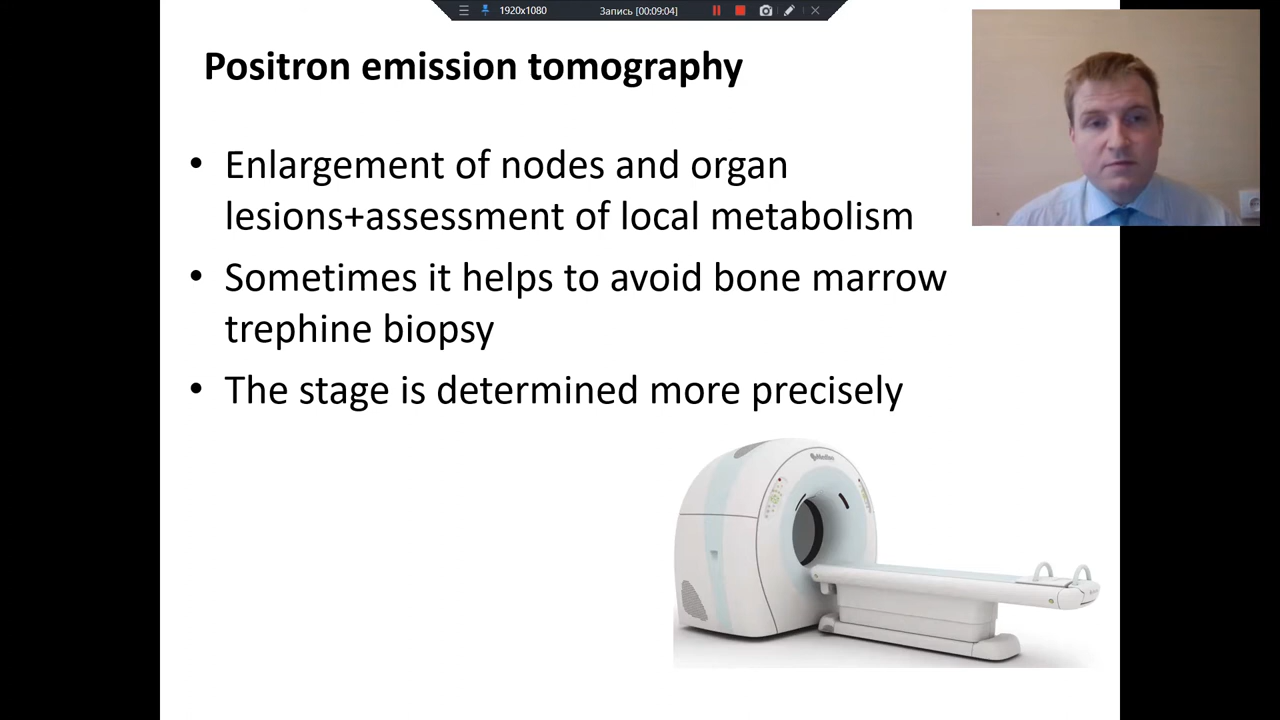 1920x1080 Запись [00:09:04]
Positron emission tomography
• Enlargement of nodes and organ
lesions+assessment of local metabolism
• Sometimes it helps to avoid bone marrow
trephine biopsy
• The stage is determined more precisely